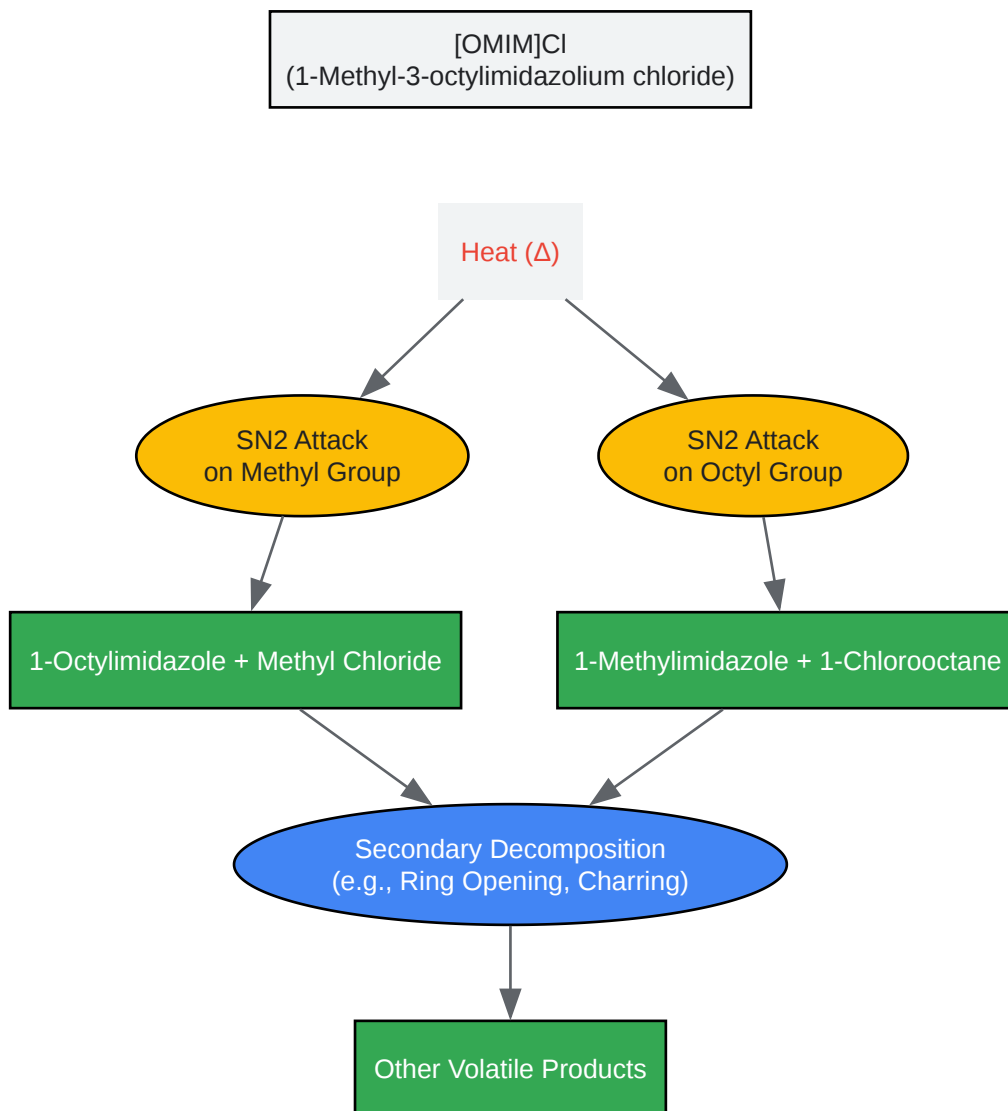 [OMIM]Cl
(1-Methyl-3-octylimidazolium chloride)
Heat (Δ)
SN2 Attack
on Methyl Group
SN2 Attack
on Octyl Group
1-Octylimidazole + Methyl Chloride
1-Methylimidazole + 1-Chlorooctane
Secondary Decomposition
(e.g., Ring Opening, Charring)
Other Volatile Products